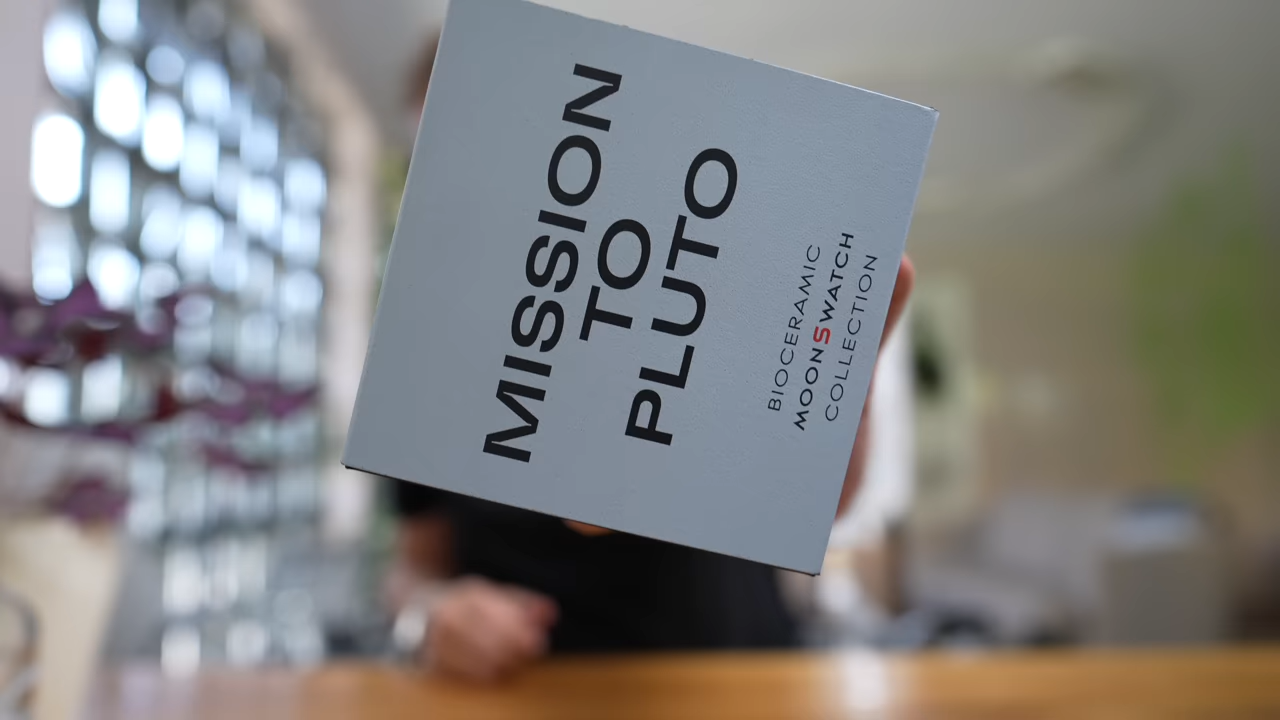 MISSION
TO
PLUTO
BIOCERAMIC
MOONSWATCH
COLLECTION